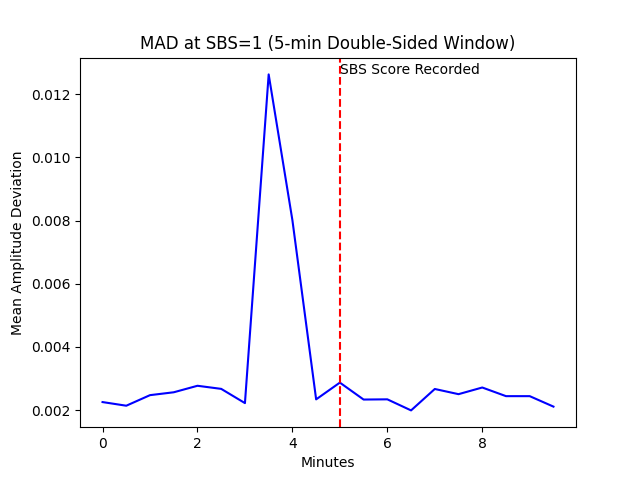 MAD at SBS=1 (5-min Double-Sided Window)
SBS Score Recorded
0.012
0.010
0.008
0.006
0.004
0.002
Mean Amplitude Deviation
0 2 4 6 8
Minutes